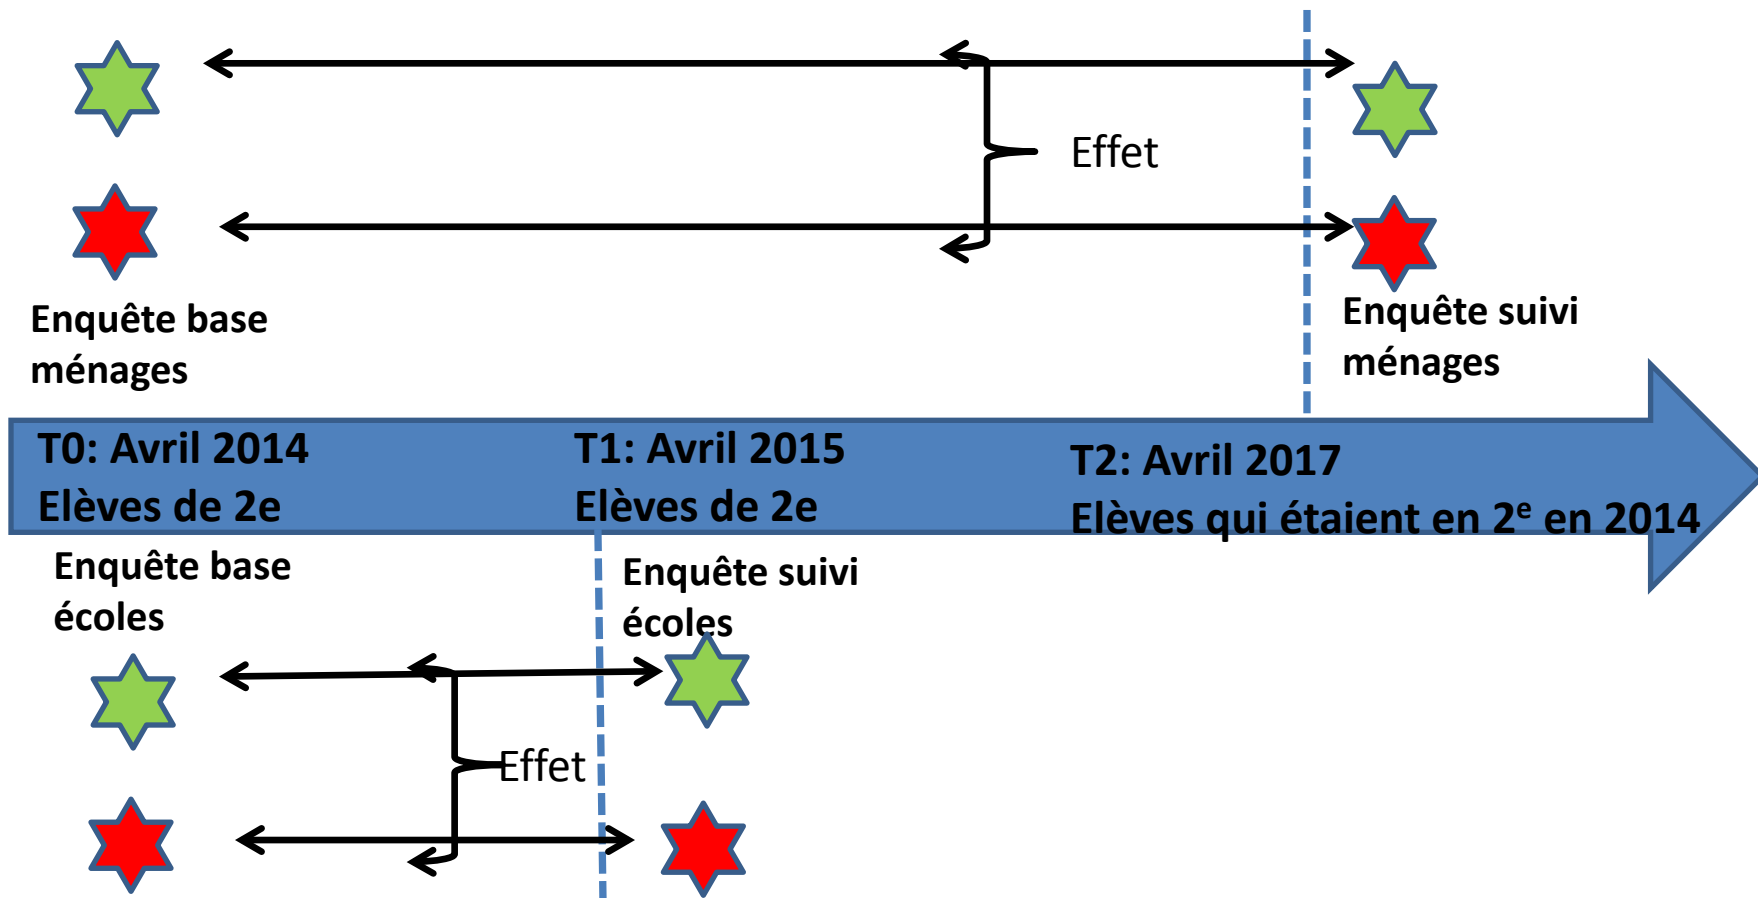 Effet
Enquête base
ménages
Enquête suivi
ménages
T0: Avril 2014
Elèves de 2e
T1: Avril 2015
Elèves de 2e
T2: Avril 2017
Elèves qui étaient en 2ᵉ en 2014
Enquête base
écoles
Enquête suivi
écoles
Effet